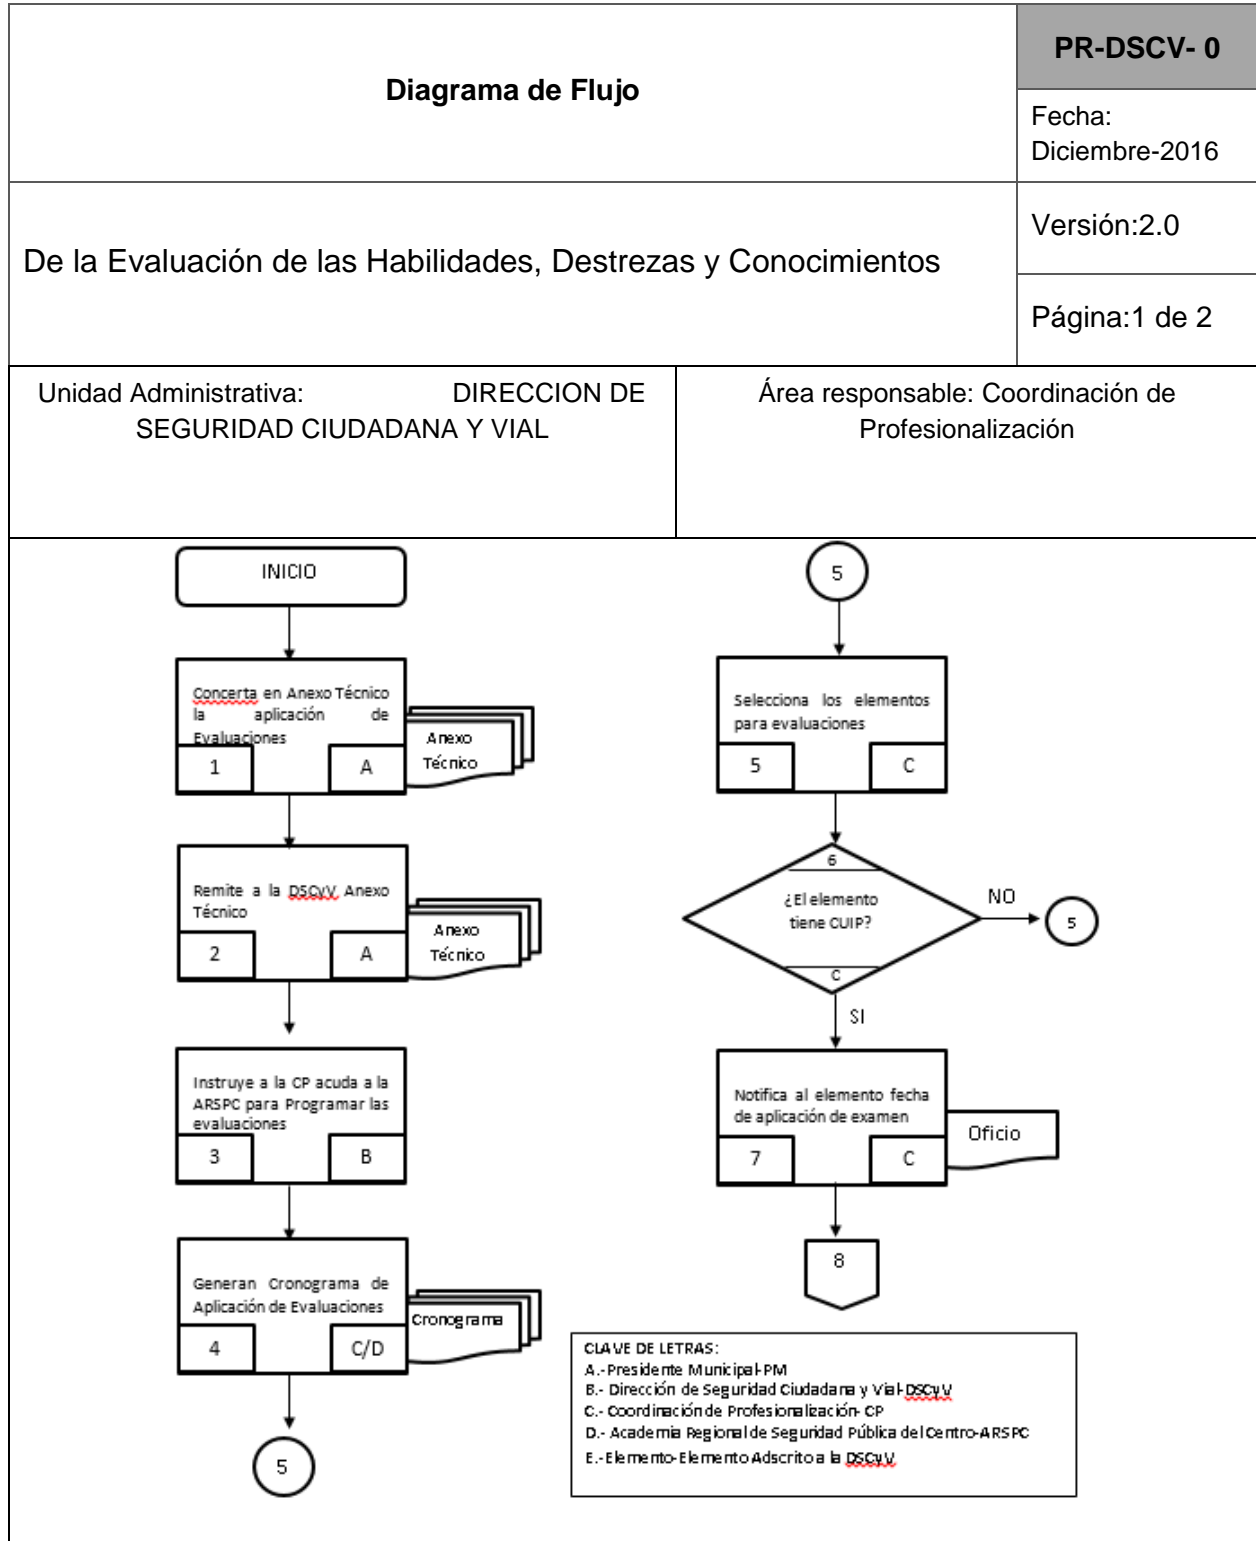 Diagrama de Flujo
PR-DSCV- 0
Fecha:
Diciembre-2016
De la Evaluación de las Habilidades, Destrezas y Conocimientos
Versión:2.0
Página:1 de 2
Unidad Administrativa: DIRECCION DE
SEGURIDAD CIUDADANA Y VIAL
Área responsable: Coordinación de
Profesionalización
INICIO
Concerta en Anexo Técnico
la aplicación de
Evaluaciones
1 A
Anexo
Técnico
Remite a la DSCyV Anexo
Técnico
2 A
Anexo
Técnico
Instruye a la CP acuda a la
ARSPC para Programar las
evaluaciones
3 B
Generan Cronograma de
Aplicación de Evaluaciones
4 C/D
Cronograma
5
5
Selecciona los elementos
para evaluaciones
5 C
6
¿El elemento
tiene CUIP?
C
NO
5
SI
Notifica al elemento fecha
de aplicación de examen
7 C
Oficio
8
CLAVE DE LETRAS:
A.-Presidente Municipal-PM
B.- Dirección de Seguridad Ciudadana y Vial-DSCyV
C.- Coordinación de Profesionalización- CP
D.- Academia Regional de Seguridad Pública del Centro-ARSPC
E.-Elemento-Elemento Adscrito a la DSCyV